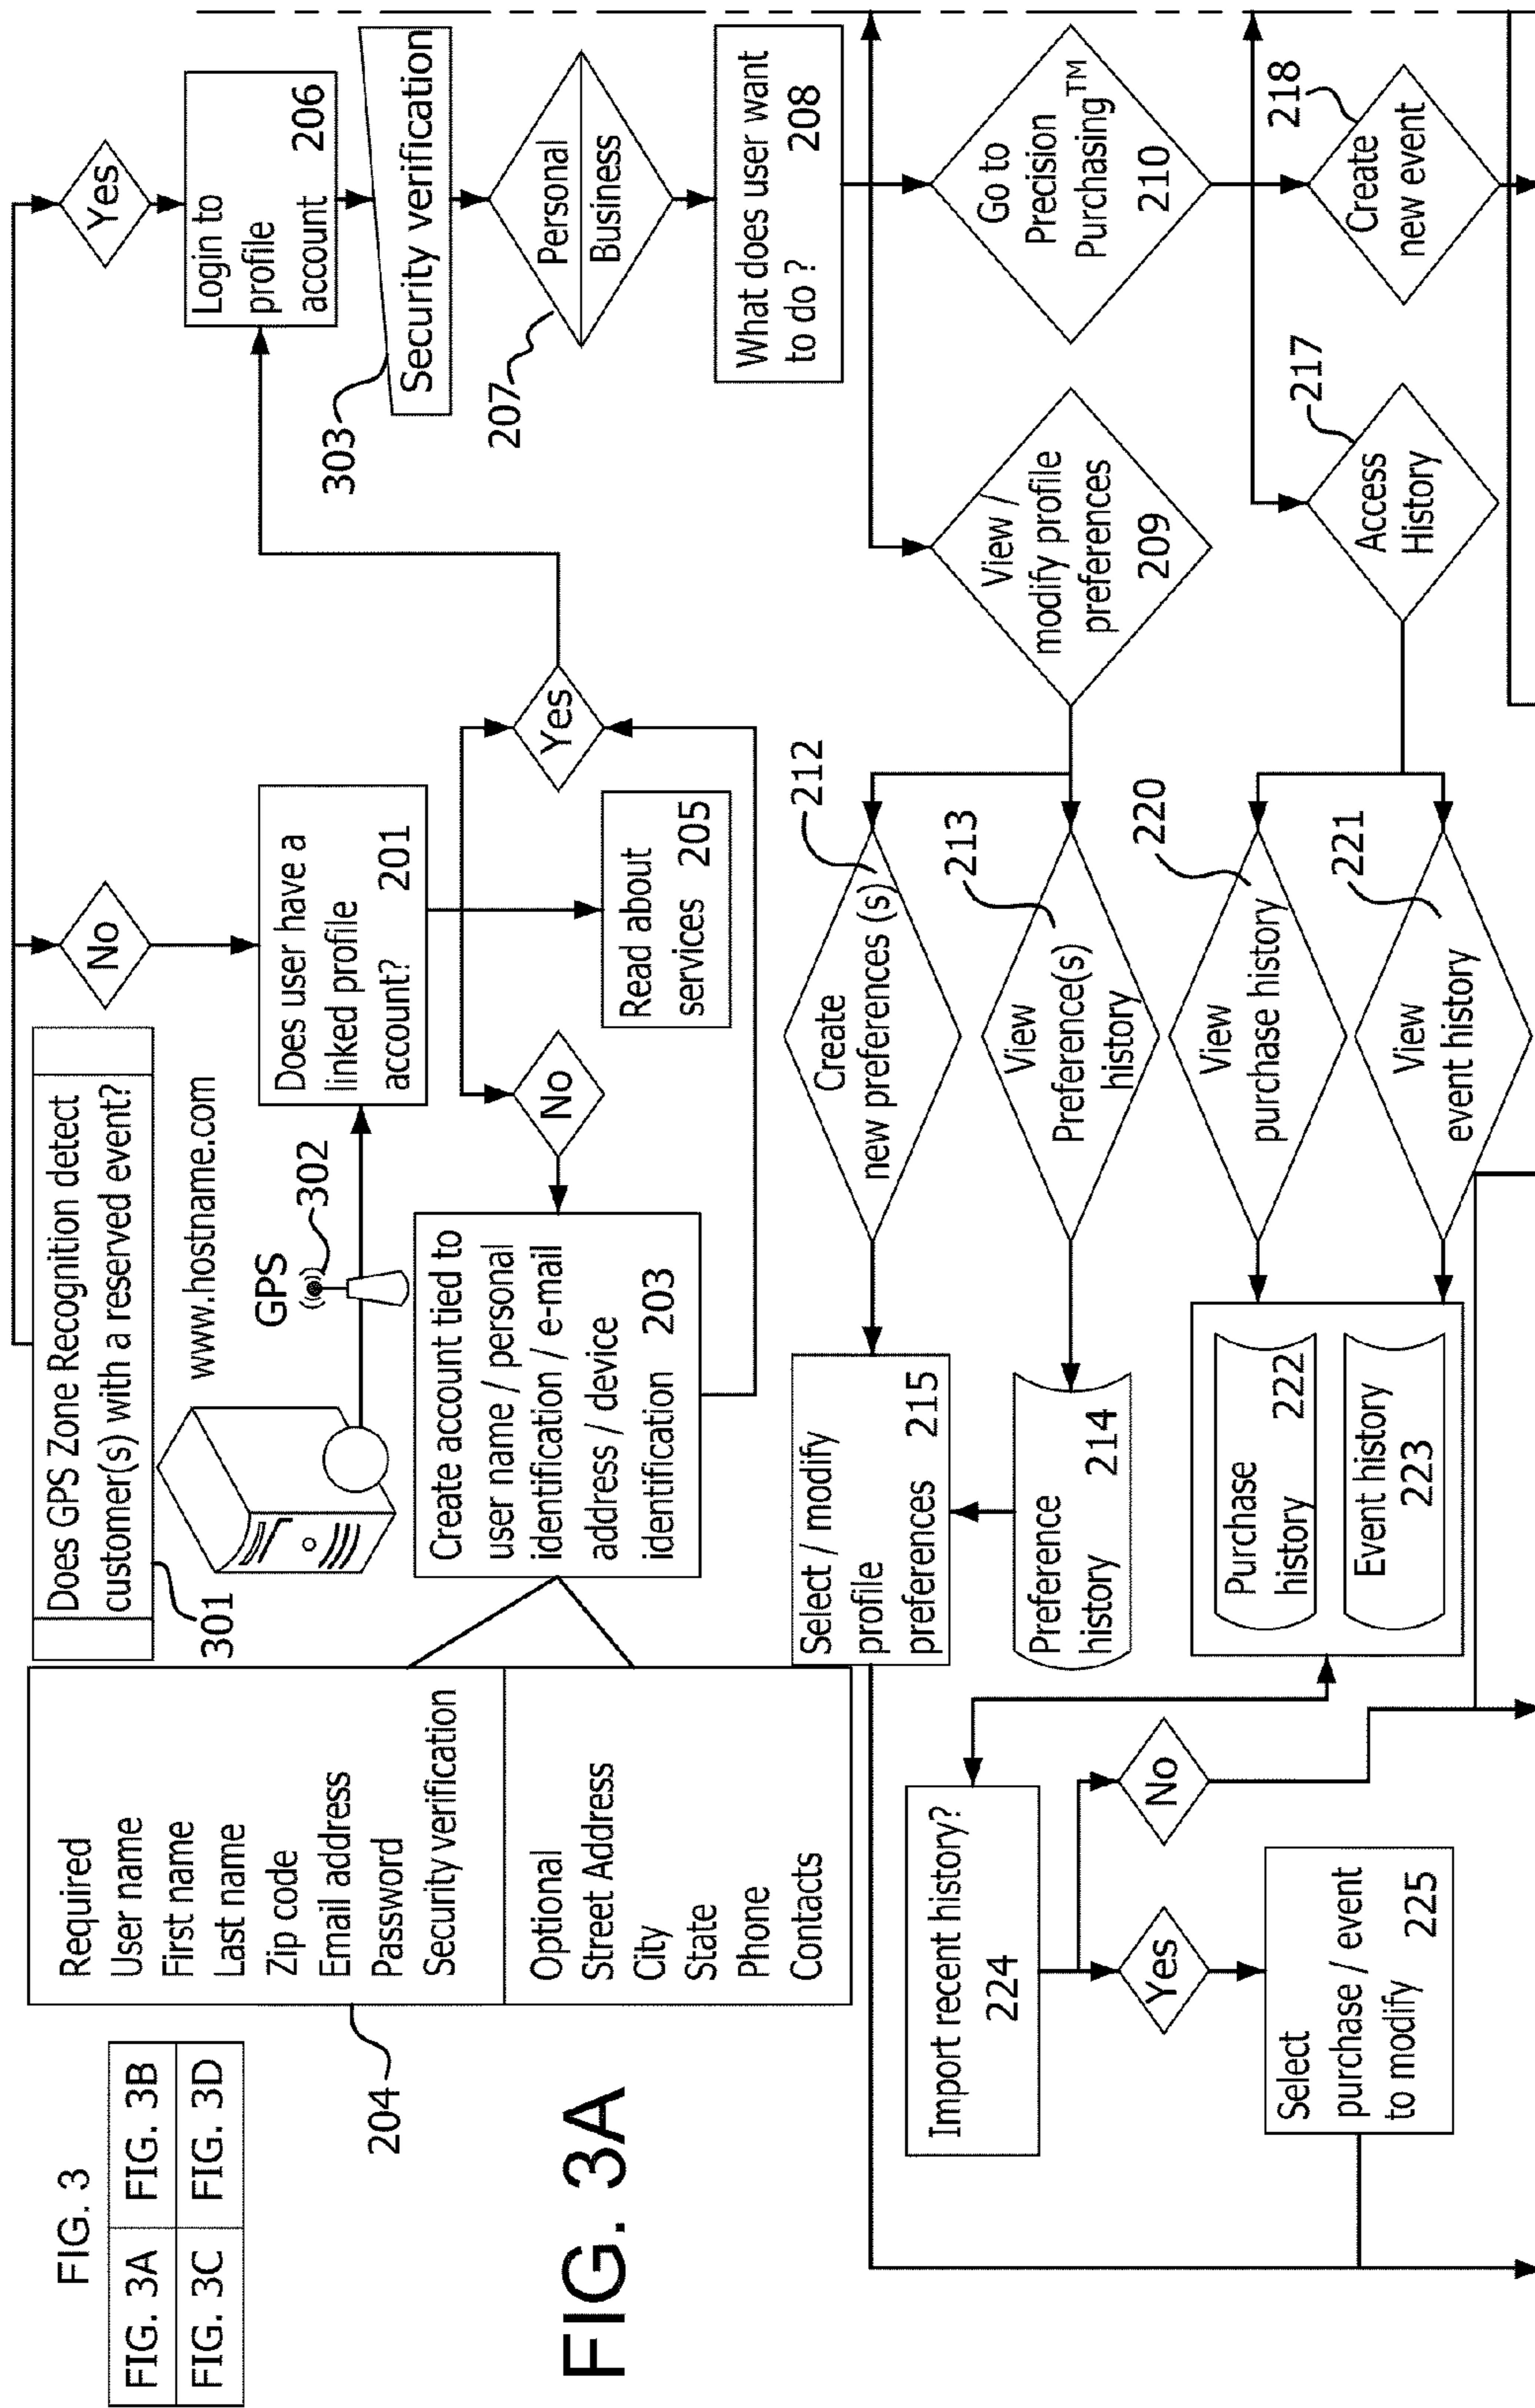 FIG. 3
FIG. 3A
FIG. 3B
FIG. 3C
FIG. 3D
FIG. 3A
Required
User name
First name
Last name
Zip code
Email address
Password
Security verification
Optional
Street Address
City
State
Phone
Contacts
204
Does GPS Zone Recognition detect
customer(s) with a reserved event?
301
www.hostname.com
GPS
302
No
Yes
Does user have a
linked profile
account?
201
Login to
profile
account
206
303
Security verification
No
Yes
Create account tied to
user name / personal
identification / e-mail
address / device
identification 203
Read about
services 205
207
Personal
Business
What does user want
to do ?
208
View /
modify profile
preferences
209
Go to
Precision
Purchasing™
210
Create
new preferences (s)
212
View
Preference(s)
history
213
Select / modify
profile
preferences 215
Preference
history
214
Access
History
217
Create
new event
218
View
purchase history
220
View
event history
221
Purchase
history
222
Event history
223
Import recent history?
224
Yes
No
Select
purchase / event
to modify
225